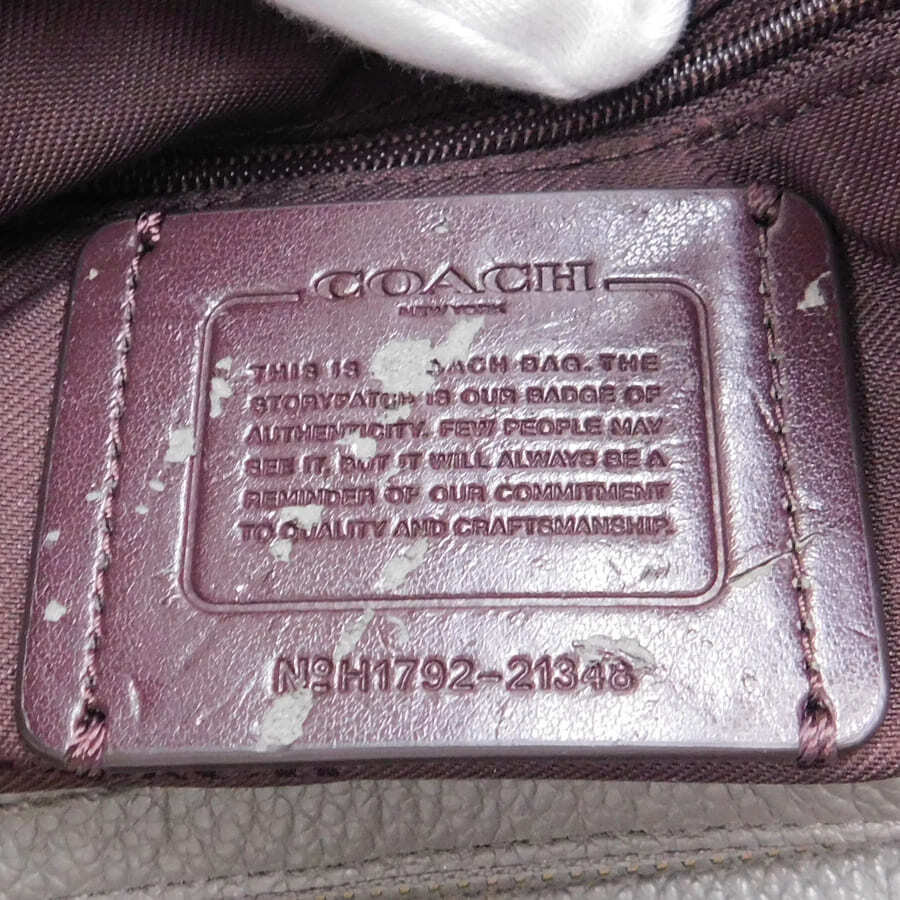 COACH
NEW YORK
THIS IS COACH BAG. THE
STORYPATCH IS OUR BADGE OF
AUTHENTICITY. FEW PEOPLE MAY
SEE IT, BUT IT WILL ALWAYS BE A
REMINDER OF OUR COMMITMENT
TO QUALITY AND CRAFTSMANSHIP.
NoH1792-21348